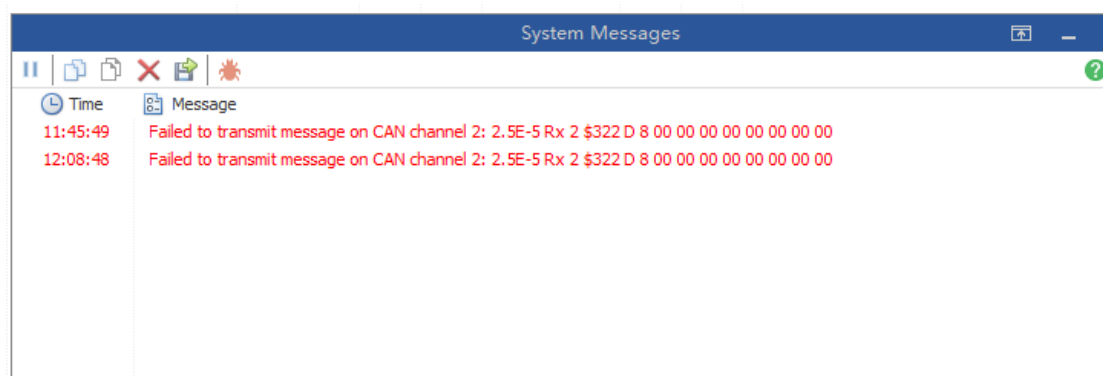 System Messages
Time Message
11:45:49 Failed to transmit message on CAN channel 2: 2.5E-5 Rx 2 $322 D 8 00 00 00 00 00 00 00 00
12:08:48 Failed to transmit message on CAN channel 2: 2.5E-5 Rx 2 $322 D 8 00 00 00 00 00 00 00 00